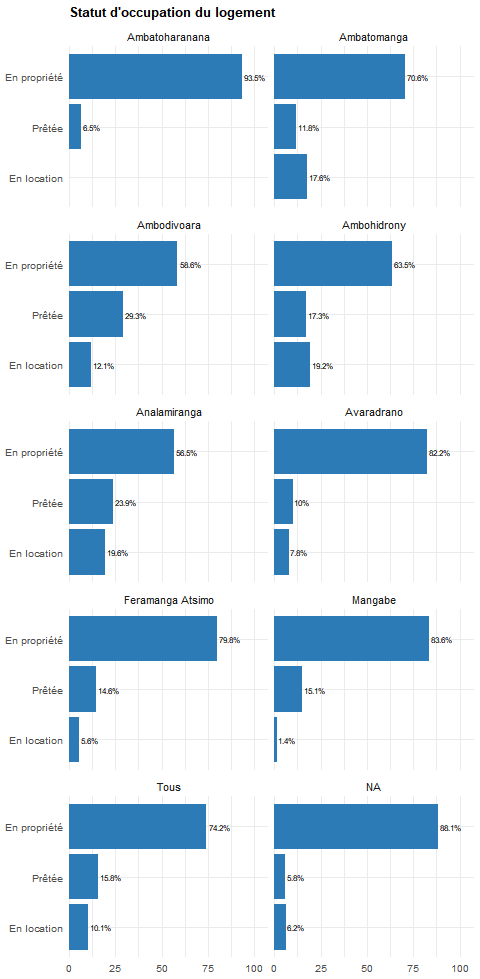 Statut d'occupation du logement
Ambatoharanana
Ambatomanga
En propriété
93.5%
70.6%
Prêtée
6.5%
11.8%
En location
17.6%
Ambodivoara
Ambohidrony
En propriété
58.6%
63.5%
Prêtée
29.3%
17.3%
En location
12.1%
19.2%
Analamiranga
Avaradrano
En propriété
56.5%
82.2%
Prêtée
23.9%
10%
En location
19.6%
7.8%
Feramanga Atsimo
Mangabe
En propriété
79.8%
83.6%
Prêtée
14.6%
15.1%
En location
5.6%
1.4%
Tous
NA
En propriété
74.2%
88.1%
Prêtée
15.8%
5.8%
En location
10.1%
6.2%
0 25 50 75 100
0 25 50 75 100